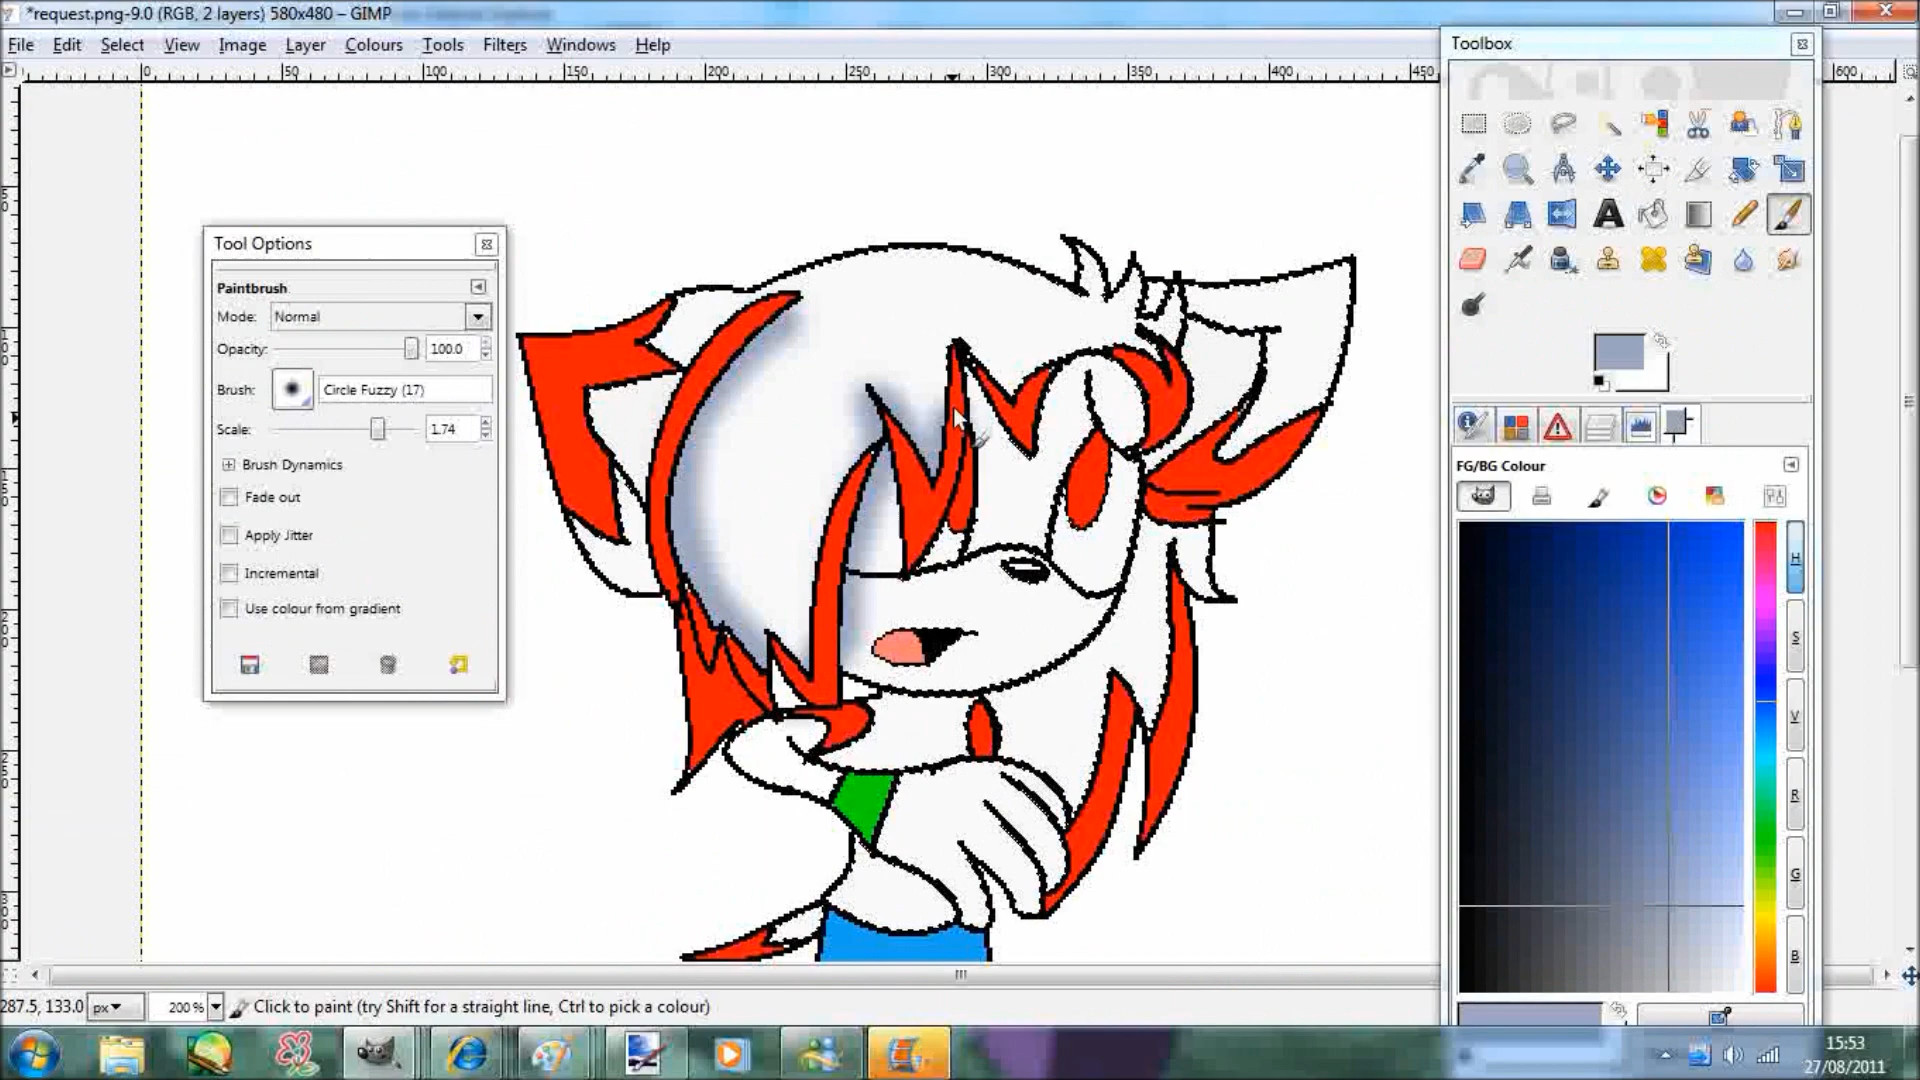 *request.png-9.0 (RGB, 2 layers) 580x480 – GIMP
File Edit Select View Image Layer Colours Tools Filters Windows Help
Toolbox
0 50 100 150 200 250 300 350 400 450 600
Tool Options
Paintbrush
Mode: Normal
Opacity: 100.0
Brush: Circle Fuzzy (17)
Scale: 1.74
Brush Dynamics
Fade out
Apply Jitter
Incremental
Use colour from gradient
A
FG/BG Colour
H
S
V
R
G
B
287.5, 133.0 px 200 % Click to paint (try Shift for a straight line, Ctrl to pick a colour)
15:53
27/08/2011